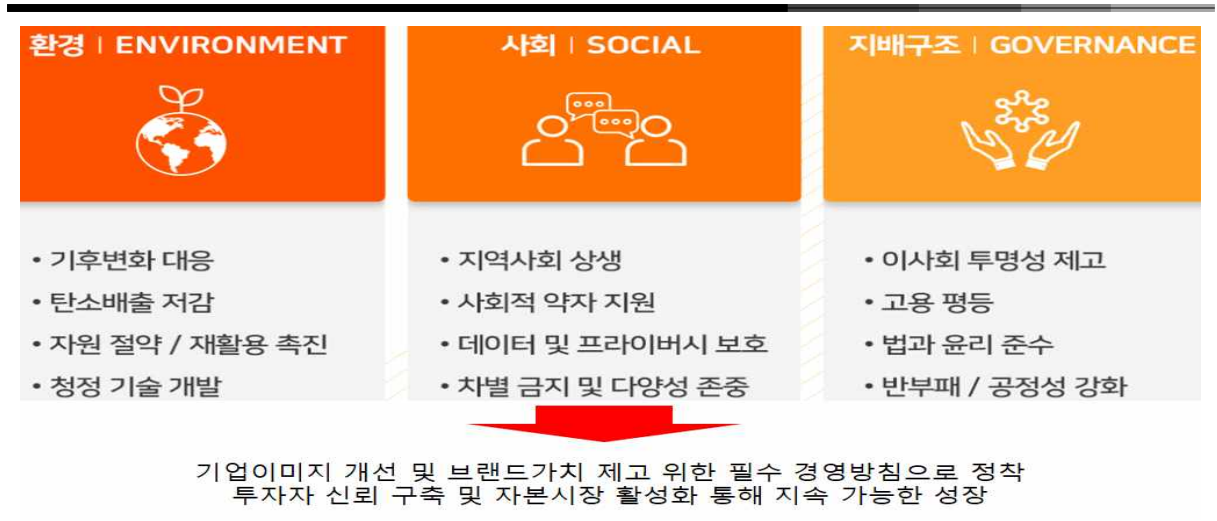 환경 | ENVIRONMENT
• 기후변화 대응
• 탄소배출 저감
• 자원 절약 / 재활용 촉진
• 청정 기술 개발
사회 | SOCIAL
• 지역사회 상생
• 사회적 약자 지원
• 데이터 및 프라이버시 보호
• 차별 금지 및 다양성 존중
지배구조 | GOVERNANCE
• 이사회 투명성 제고
• 고용 평등
• 법과 윤리 준수
• 반부패 / 공정성 강화
기업이미지 개선 및 브랜드가치 제고 위한 필수 경영방침으로 정착
투자자 신뢰 구축 및 자본시장 활성화 통해 지속 가능한 성장